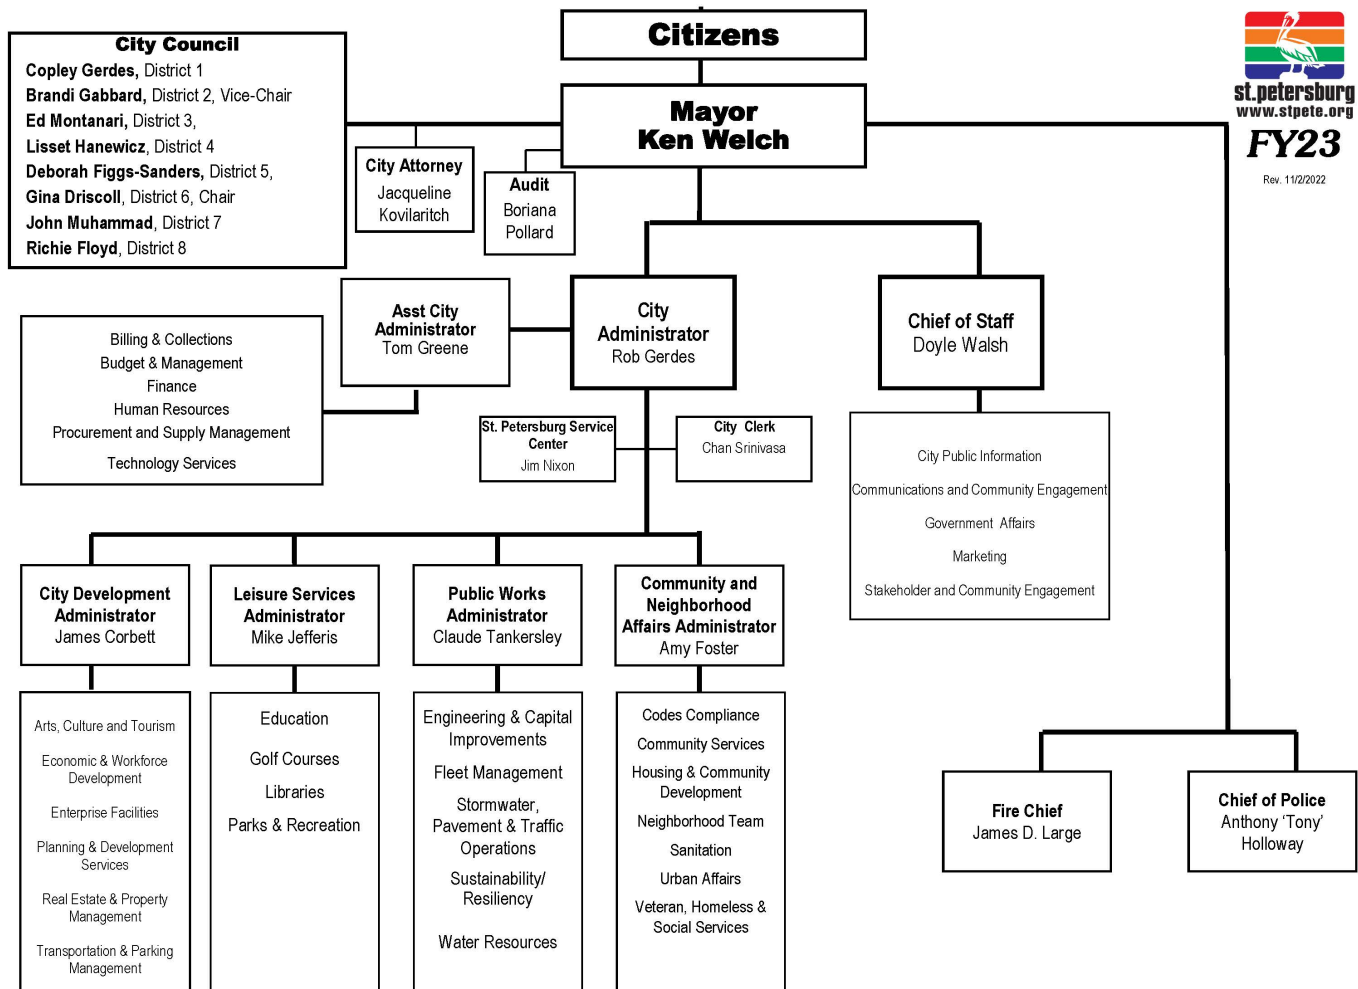 Citizens
City Council
Copley Gerdes, District 1
Brandi Gabbard, District 2, Vice-Chair
Ed Montanari, District 3,
Lisset Hanewicz, District 4
Deborah Figgs-Sanders, District 5,
Gina Driscoll, District 6, Chair
John Muhammad, District 7
Richie Floyd, District 8
Mayor
Ken Welch
st.petersburg
www.stpete.org
FY23
Rev. 11/2/2022
City Attorney
Jacqueline
Kovilaritch
Audit
Boriana
Pollard
Asst City
Administrator
Tom Greene
City
Administrator
Rob Gerdes
Chief of Staff
Doyle Walsh
Billing & Collections
Budget & Management
Finance
Human Resources
Procurement and Supply Management
Technology Services
St. Petersburg Service
Center
Jim Nixon
City Clerk
Chan Srinivasa
City Public Information
Communications and Community Engagement
Government Affairs
Marketing
Stakeholder and Community Engagement
City Development
Administrator
James Corbett
Leisure Services
Administrator
Mike Jefferis
Public Works
Administrator
Claude Tankersley
Community and
Neighborhood
Affairs Administrator
Amy Foster
Arts, Culture and Tourism
Economic & Workforce
Development
Enterprise Facilities
Planning & Development
Services
Real Estate & Property
Management
Transportation & Parking
Management
Education
Golf Courses
Libraries
Parks & Recreation
Engineering & Capital
Improvements
Fleet Management
Stormwater,
Pavement & Traffic
Operations
Sustainability/
Resiliency
Water Resources
Codes Compliance
Community Services
Housing & Community
Development
Neighborhood Team
Sanitation
Urban Affairs
Veteran, Homeless &
Social Services
Fire Chief
James D. Large
Chief of Police
Anthony ‘Tony’
Holloway